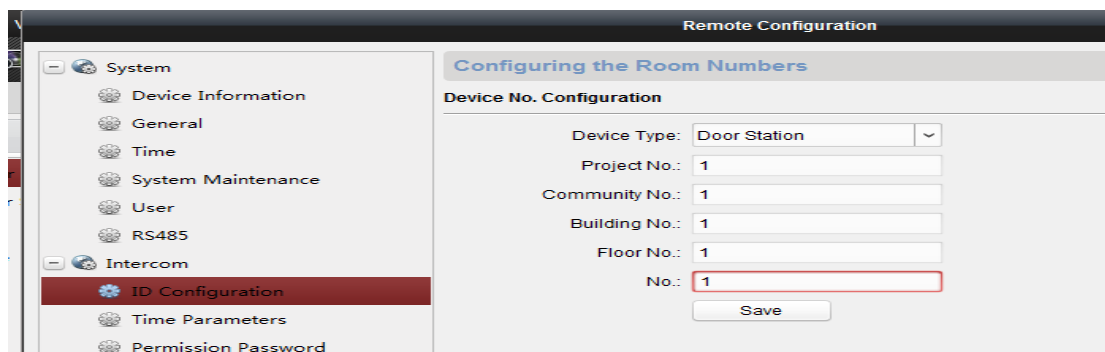 Remote Configuration
System
Device Information
General
Time
System Maintenance
User
RS485
Intercom
ID Configuration
Time Parameters
Permission Password
Configuring the Room Numbers
Device No. Configuration
Device Type: Door Station
Project No.: 1
Community No.: 1
Building No.: 1
Floor No.: 1
No.: 1
Save